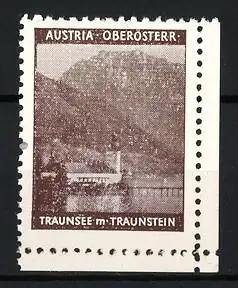 AUSTRIA · OBERÖSTERR.
TRAUNSEE m. TRAUNSTEIN